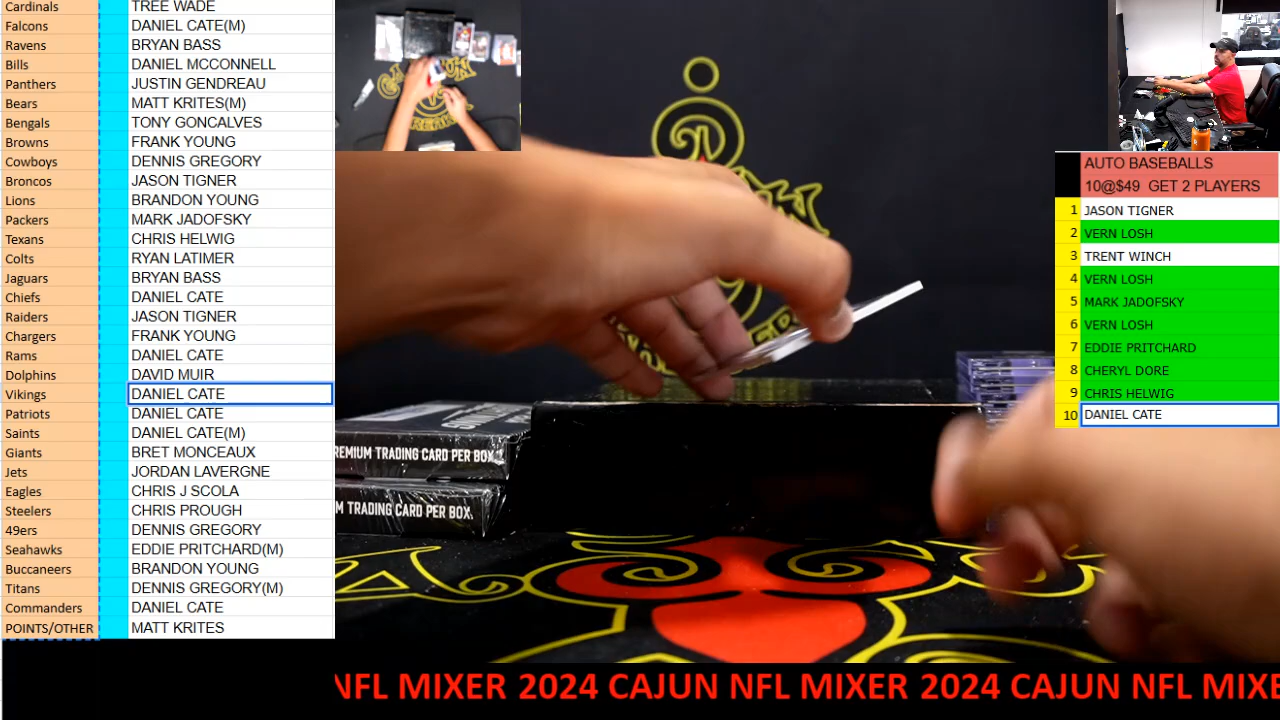 Cardinals TREE WADE
Falcons DANIEL CATE(M)
Ravens BRYAN BASS
Bills DANIEL MCCONNELL
Panthers JUSTIN GENDREAU
Bears MATT KRITES(M)
Bengals TONY GONCALVES
Browns FRANK YOUNG
Cowboys DENNIS GREGORY
Broncos JASON TIGNER
Lions BRANDON YOUNG
Packers MARK JADOFSKY
Texans CHRIS HELWIG
Colts RYAN LATIMER
Jaguars BRYAN BASS
Chiefs DANIEL CATE
Raiders JASON TIGNER
Chargers FRANK YOUNG
Rams DANIEL CATE
Dolphins DAVID MUIR
Vikings DANIEL CATE
Patriots DANIEL CATE
Saints DANIEL CATE(M)
Giants BRET MONCEAUX
Jets JORDAN LAVERGNE
Eagles CHRIS J SCOLA
Steelers CHRIS PROUGH
49ers DENNIS GREGORY
Seahawks EDDIE PRITCHARD(M)
Buccaneers BRANDON YOUNG
Titans DENNIS GREGORY(M)
Commanders DANIEL CATE
POINTS/OTHER MATT KRITES
AUTO BASEBALLS
10@$49 GET 2 PLAYERS
1 JASON TIGNER
2 VERN LOSH
3 TRENT WINCH
4 VERN LOSH
5 MARK JADOFSKY
6 VERN LOSH
7 EDDIE PRITCHARD
8 CHERYL DORE
9 CHRIS HELWIG
10 DANIEL CATE
REMIUM TRADING CARD PER BOX
M TRADING CARD PER BOX.
NFL MIXER 2024 CAJUN NFL MIXER 2024 CAJUN NFL MIXE